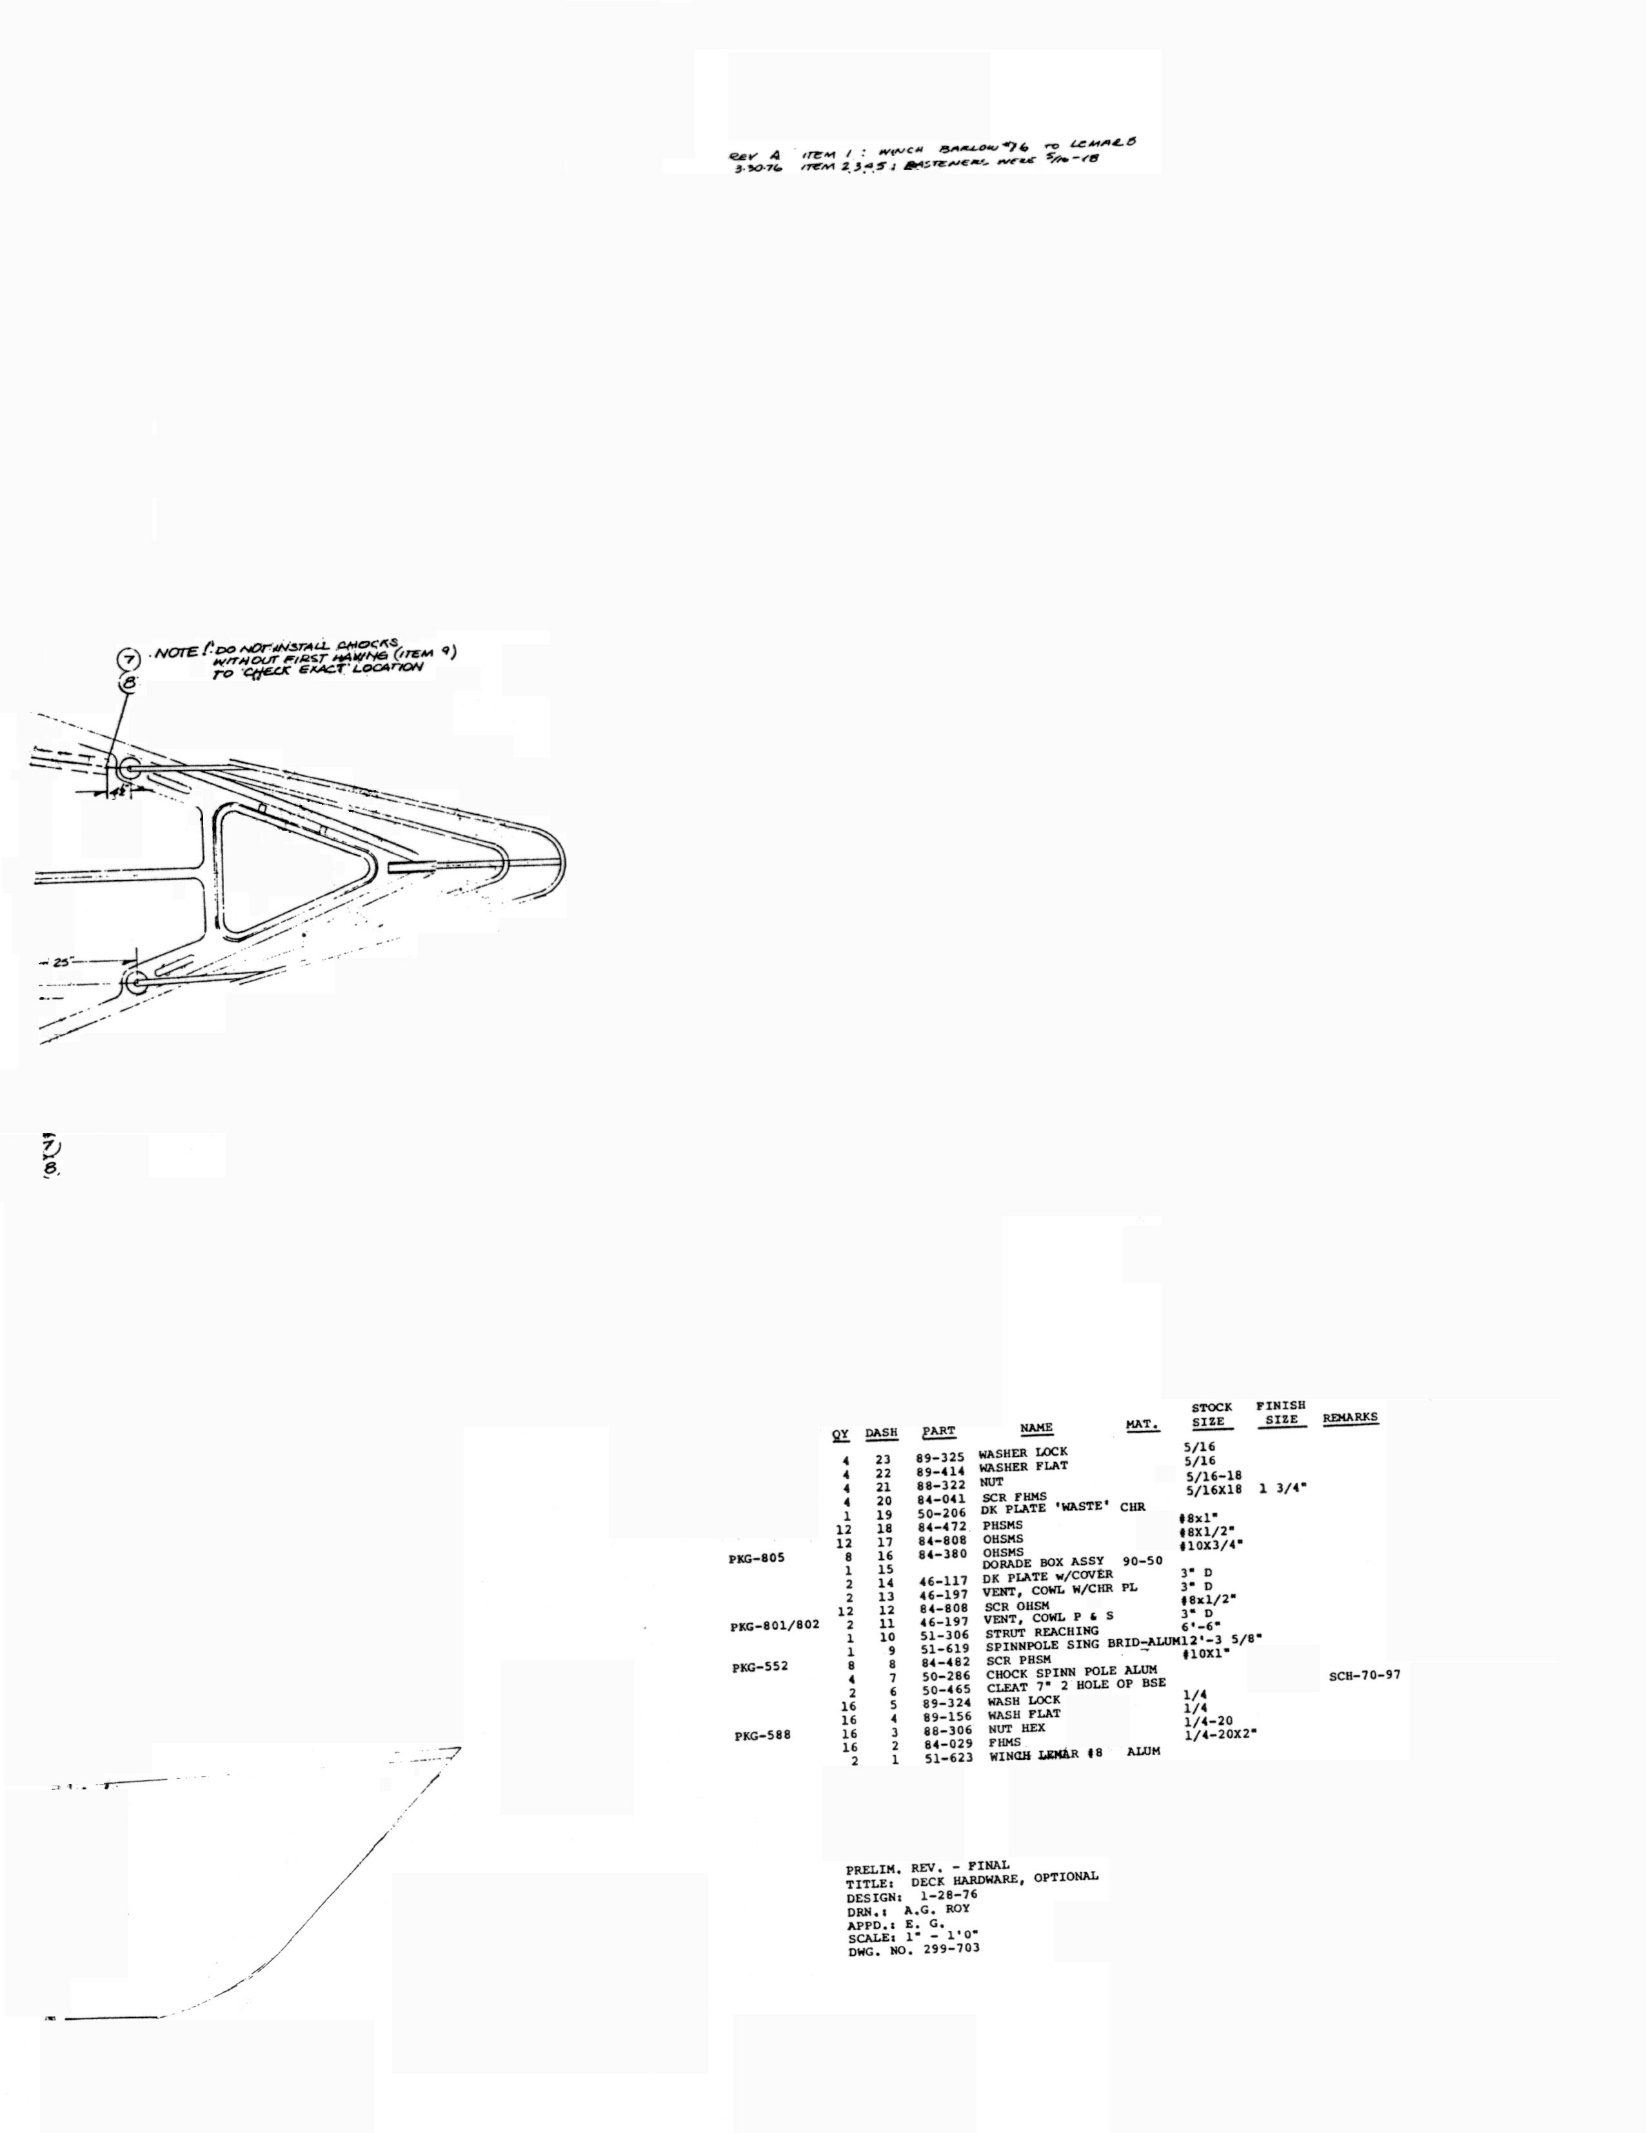 REV A ITEM 1 : WINCH BARLOW #16 TO LEMAR 8
3-30-76 ITEM 2,3,4,5 ; FASTENERS WERE 5/16-18
7 NOTE ! DO NOT INSTALL CHOCKS
WITHOUT FIRST HAVING (ITEM 9)
8 TO CHECK EXACT LOCATION
25"
7
8
STOCK FINISH
QY DASH PART NAME MAT. SIZE SIZE REMARKS
4 23 89-325 WASHER LOCK 5/16
4 22 89-414 WASHER FLAT 5/16
4 21 88-322 NUT 5/16-18
4 20 84-041 SCR FHMS 5/16X18 1 3/4"
1 19 50-206 DK PLATE 'WASTE' CHR
12 18 84-472 PHSMS #8x1"
12 17 84-808 OHSMS #8X1/2"
PKG-805 8 16 84-380 OHSMS #10X3/4"
1 15 DORADE BOX ASSY 90-50
2 14 46-117 DK PLATE W/COVER 3" D
2 13 46-197 VENT, COWL W/CHR PL 3" D
12 12 84-808 SCR OHSM #8x1/2"
PKG-801/802 2 11 46-197 VENT, COWL P & S 3" D
1 10 51-306 STRUT REACHING 6'-6"
1 9 51-619 SPINNPOLE SING BRID-ALUM12'-3 5/8"
PKG-552 8 8 84-482 SCR PHSM #10X1"
4 7 50-286 CHOCK SPINN POLE ALUM SCH-70-97
2 6 50-465 CLEAT 7" 2 HOLE OP BSE
16 5 89-324 WASH LOCK 1/4
16 4 89-156 WASH FLAT 1/4
PKG-588 16 3 88-306 NUT HEX 1/4-20
16 2 84-029 FHMS 1/4-20X2"
2 1 51-623 WINCH LEMAR #8 ALUM
PRELIM. REV. - FINAL
TITLE: DECK HARDWARE, OPTIONAL
DESIGN: 1-28-76
DRN.: A.G. ROY
APPD.: E. G.
SCALE: 1" - 1'0"
DWG. NO. 299-703